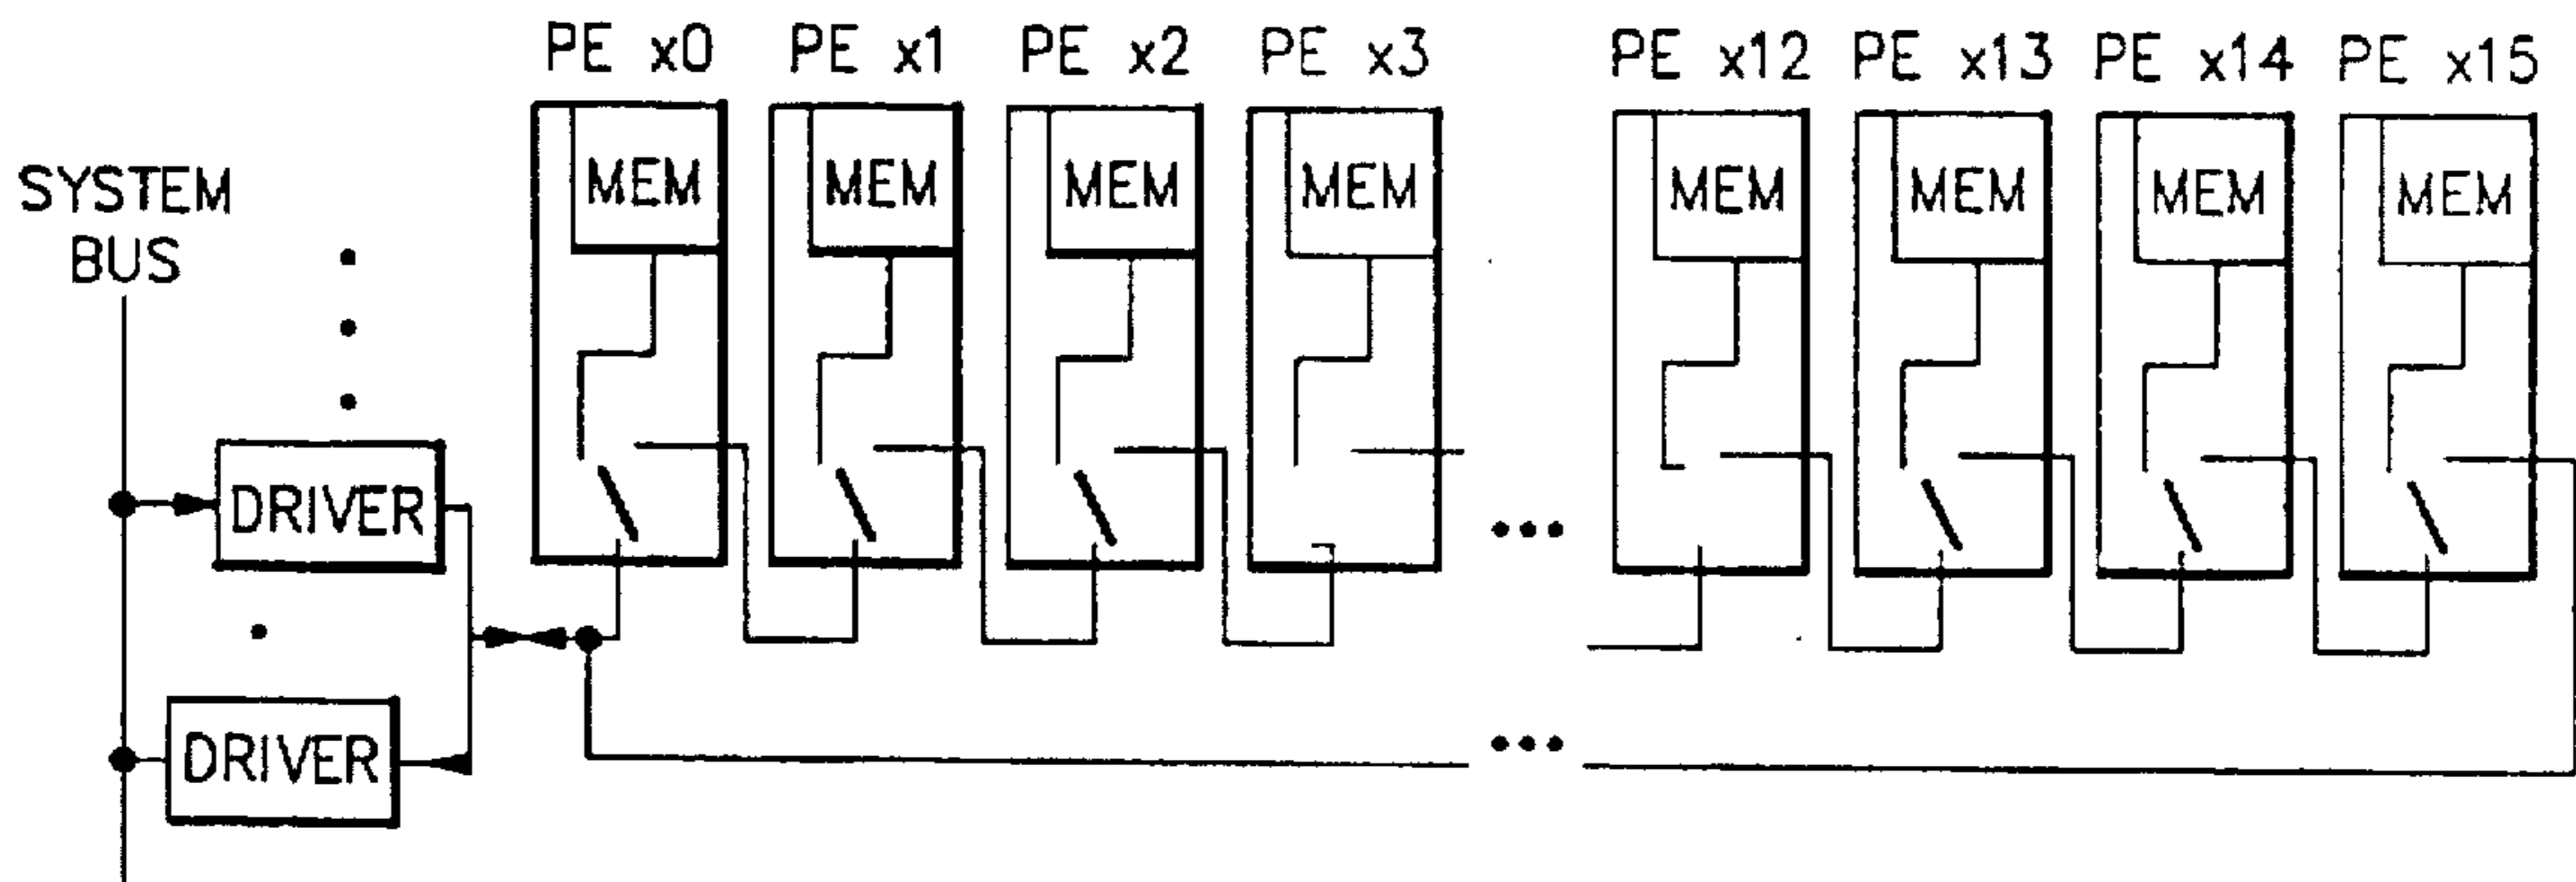 PE x0 PE x1 PE x2 PE x3 PE x12 PE x13 PE x14 PE x15
MEM MEM MEM MEM MEM MEM MEM MEM
SYSTEM
BUS
DRIVER
DRIVER